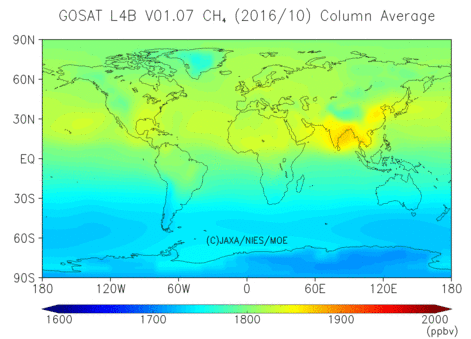 GOSAT L4B V01.07 CH₄ (2016/10) Column Average
90N
60N
30N
EQ
30S
60S
90S
(C)JAXA/NIES/MOE
180 120W 60W 0 60E 120E 180
1600 1700 1800 1900 2000
(ppbv)